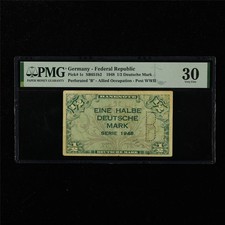 PMG
Germany - Federal Republic
Pick# 1c 1948 1/2 Deutsche Mark
Perforated 'B' - Allied Occupation - Post WWII
30
BANKNOTE
EINE HALBE
DEUTSCHE
MARK
SERIE 1948
B